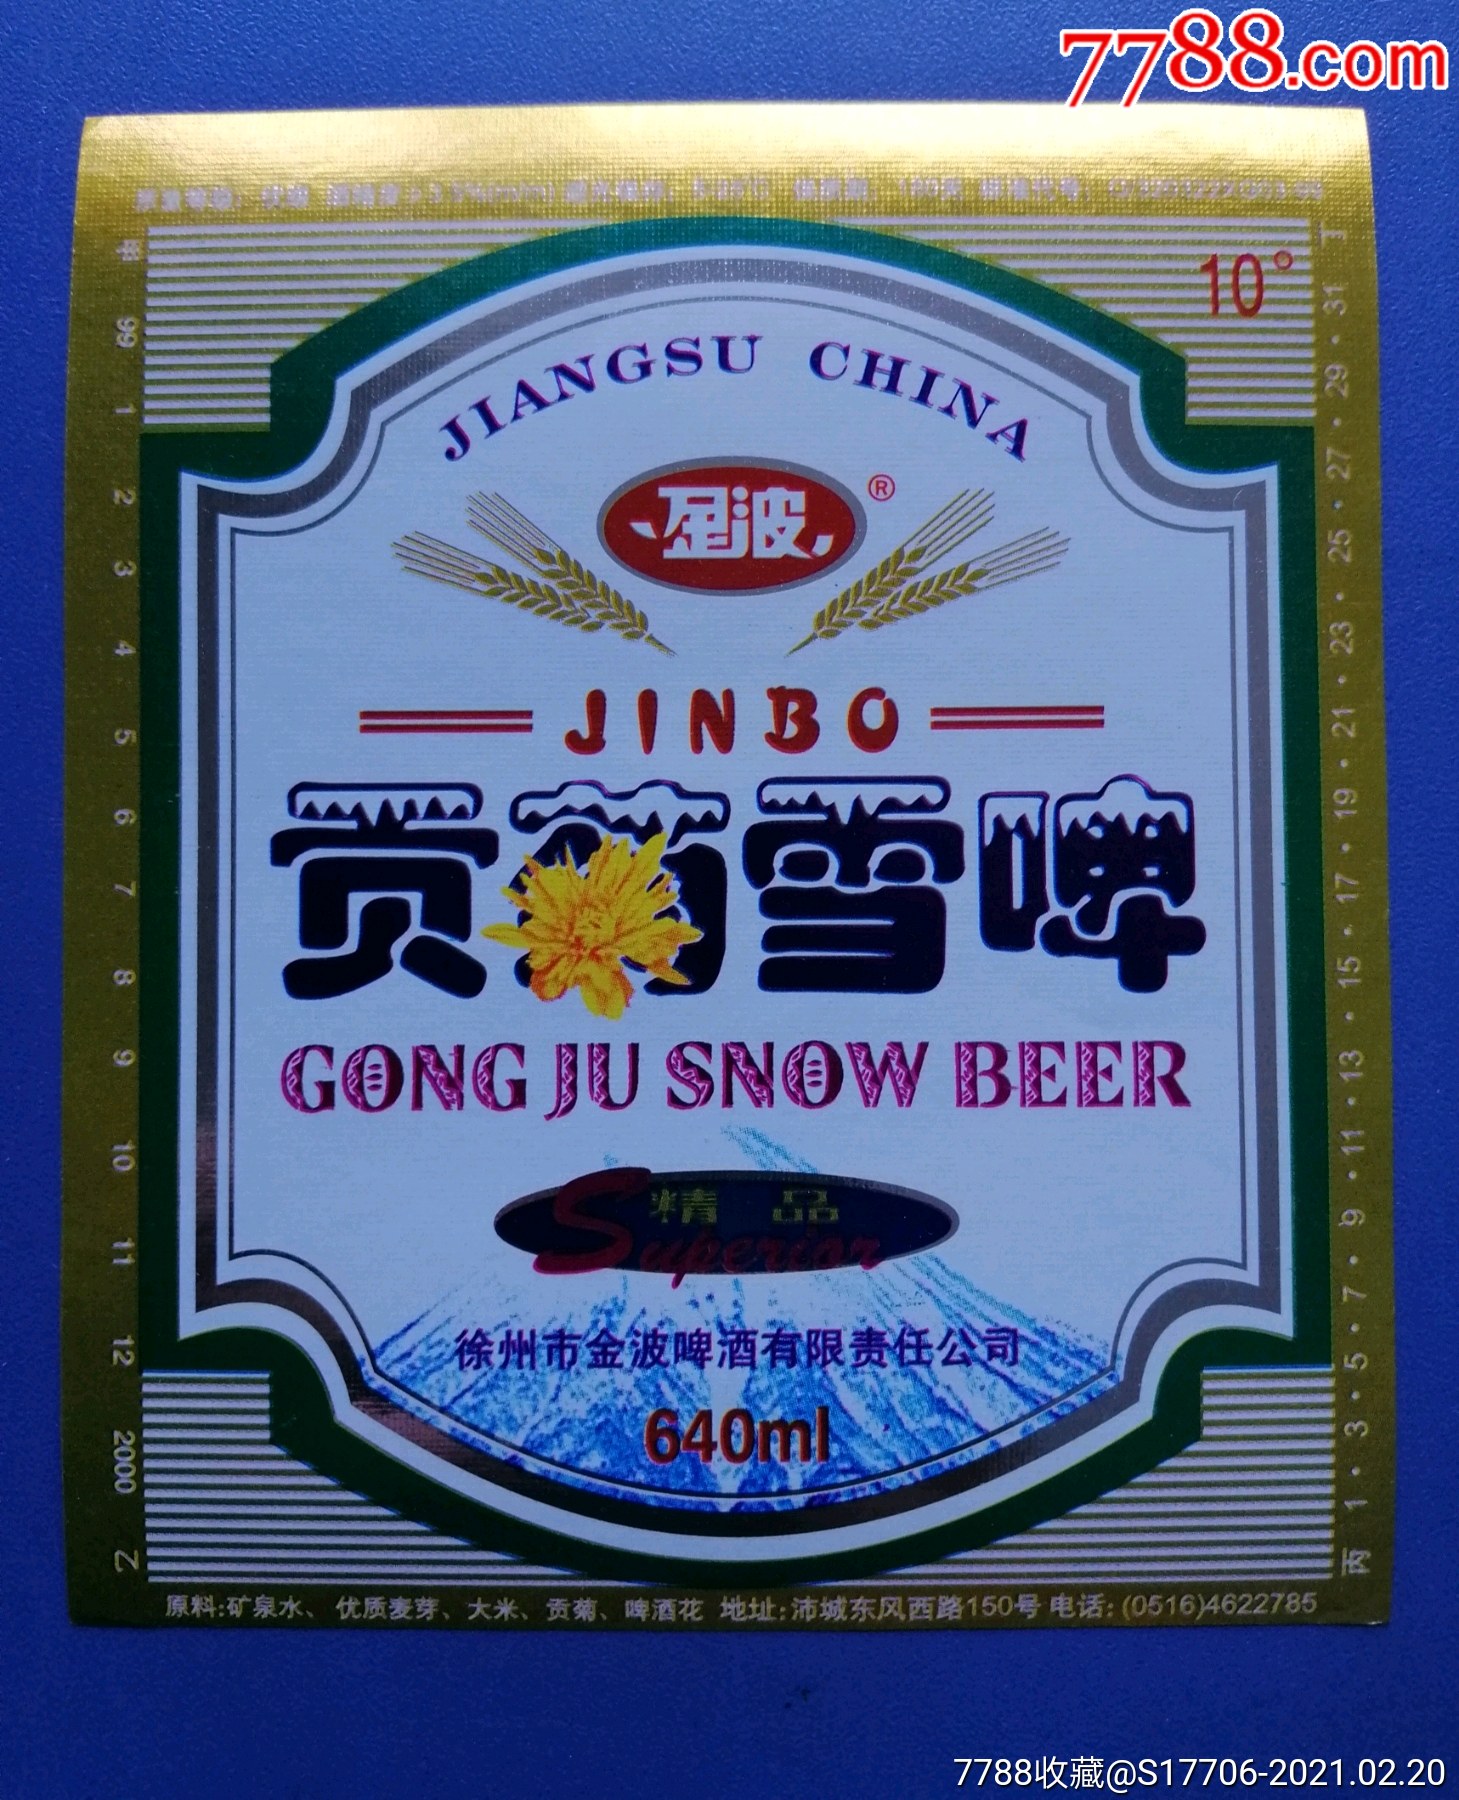 7788.com
10°
JIANGSU CHINA
金波®
JINBO
贡菊雪啤
GONG JU SNOW BEER
精品
Superior
徐州市金波啤酒有限责任公司
640ml
甲 99 1 2 3 4 5 6 7 8 9 10 11 12 2000 乙
丙 1·3·5·7·9·11·13·15·17·19·21·23·25·27·29·31 丁
原料:矿泉水、优质麦芽、大米、贡菊、啤酒花 地址:沛城东风西路150号 电话:(0516)4622785
7788收藏@S17706-2021.02.20